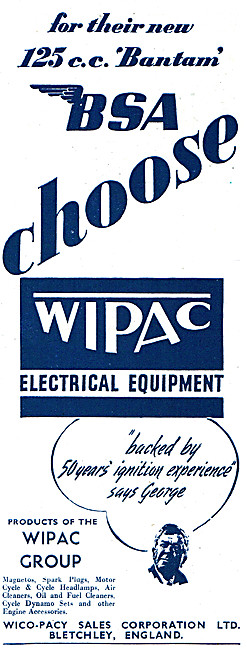 for their new
125 c.c. 'Bantam'
BSA
choose
WIPAC
ELECTRICAL EQUIPMENT
"backed by
50 years' ignition experience"
says George
PRODUCTS OF THE
WIPAC
GROUP
Magnetos, Spark Plugs, Motor
Cycle & Cycle Headlamps, Air
Cleaners, Oil and Fuel Cleaners,
Cycle Dynamo Sets and other
Engine Accessories.
WICO-PACY SALES CORPORATION LTD.
BLETCHLEY, ENGLAND.